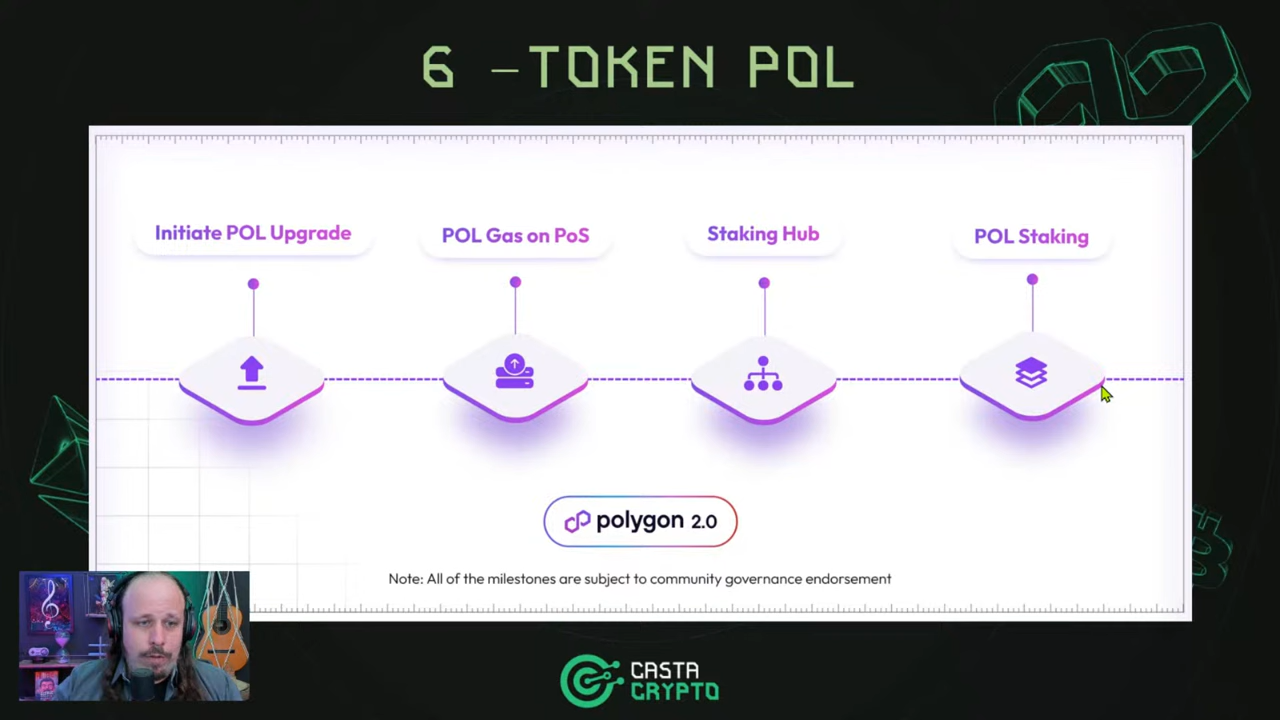 6 – TOKEN POL
Initiate POL Upgrade
POL Gas on PoS
Staking Hub
POL Staking
polygon 2.0
Note: All of the milestones are subject to community governance endorsement
CASTA
CRYPTO